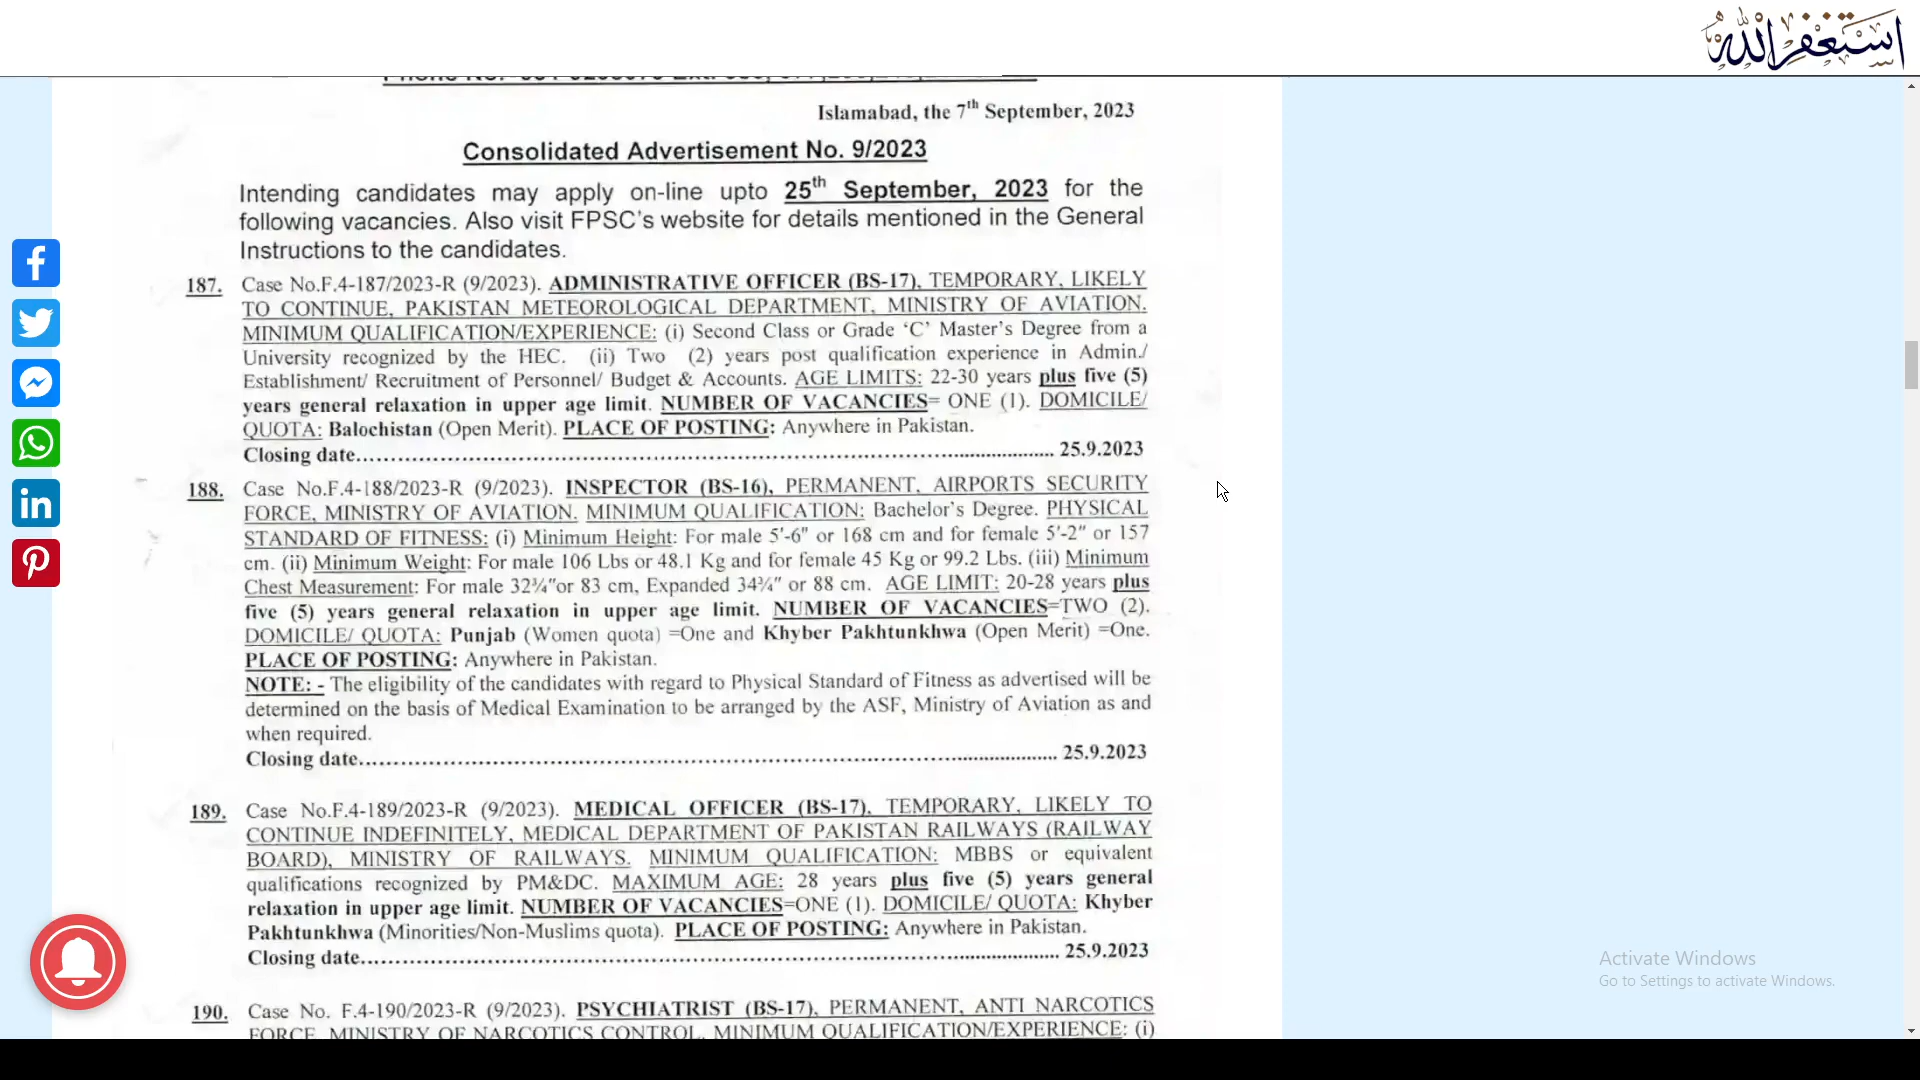 استغفر الله
Islamabad, the 7th September, 2023
Consolidated Advertisement No. 9/2023
Intending candidates may apply on-line upto 25th September, 2023 for the
following vacancies. Also visit FPSC's website for details mentioned in the General
Instructions to the candidates.
187. Case No.F.4-187/2023-R (9/2023). ADMINISTRATIVE OFFICER (BS-17), TEMPORARY, LIKELY
TO CONTINUE, PAKISTAN METEOROLOGICAL DEPARTMENT, MINISTRY OF AVIATION.
MINIMUM QUALIFICATION/EXPERIENCE: (i) Second Class or Grade ‘C’ Master’s Degree from a
University recognized by the HEC. (ii) Two (2) years post qualification experience in Admin./
Establishment/ Recruitment of Personnel/ Budget & Accounts. AGE LIMITS: 22-30 years plus five (5)
years general relaxation in upper age limit. NUMBER OF VACANCIES= ONE (1). DOMICILE/
QUOTA: Balochistan (Open Merit). PLACE OF POSTING: Anywhere in Pakistan.
Closing date.................................................................................................... 25.9.2023
188. Case No.F.4-188/2023-R (9/2023). INSPECTOR (BS-16), PERMANENT, AIRPORTS SECURITY
FORCE, MINISTRY OF AVIATION. MINIMUM QUALIFICATION: Bachelor’s Degree. PHYSICAL
STANDARD OF FITNESS: (i) Minimum Height: For male 5'-6" or 168 cm and for female 5'-2" or 157
cm. (ii) Minimum Weight: For male 106 Lbs or 48.1 Kg and for female 45 Kg or 99.2 Lbs. (iii) Minimum
Chest Measurement: For male 32¾"or 83 cm, Expanded 34¾" or 88 cm. AGE LIMIT: 20-28 years plus
five (5) years general relaxation in upper age limit. NUMBER OF VACANCIES=TWO (2).
DOMICILE/ QUOTA: Punjab (Women quota) =One and Khyber Pakhtunkhwa (Open Merit) =One.
PLACE OF POSTING: Anywhere in Pakistan.
NOTE: - The eligibility of the candidates with regard to Physical Standard of Fitness as advertised will be
determined on the basis of Medical Examination to be arranged by the ASF, Ministry of Aviation as and
when required.
Closing date.................................................................................................... 25.9.2023
189. Case No.F.4-189/2023-R (9/2023). MEDICAL OFFICER (BS-17), TEMPORARY, LIKELY TO
CONTINUE INDEFINITELY, MEDICAL DEPARTMENT OF PAKISTAN RAILWAYS (RAILWAY
BOARD), MINISTRY OF RAILWAYS. MINIMUM QUALIFICATION: MBBS or equivalent
qualifications recognized by PM&DC. MAXIMUM AGE: 28 years plus five (5) years general
relaxation in upper age limit. NUMBER OF VACANCIES=ONE (1). DOMICILE/ QUOTA: Khyber
Pakhtunkhwa (Minorities/Non-Muslims quota). PLACE OF POSTING: Anywhere in Pakistan.
Closing date.................................................................................................... 25.9.2023
190. Case No. F.4-190/2023-R (9/2023). PSYCHIATRIST (BS-17), PERMANENT, ANTI NARCOTICS
FORCE, MINISTRY OF NARCOTICS CONTROL. MINIMUM QUALIFICATION/EXPERIENCE: (i)
Activate Windows
Go to Settings to activate Windows.